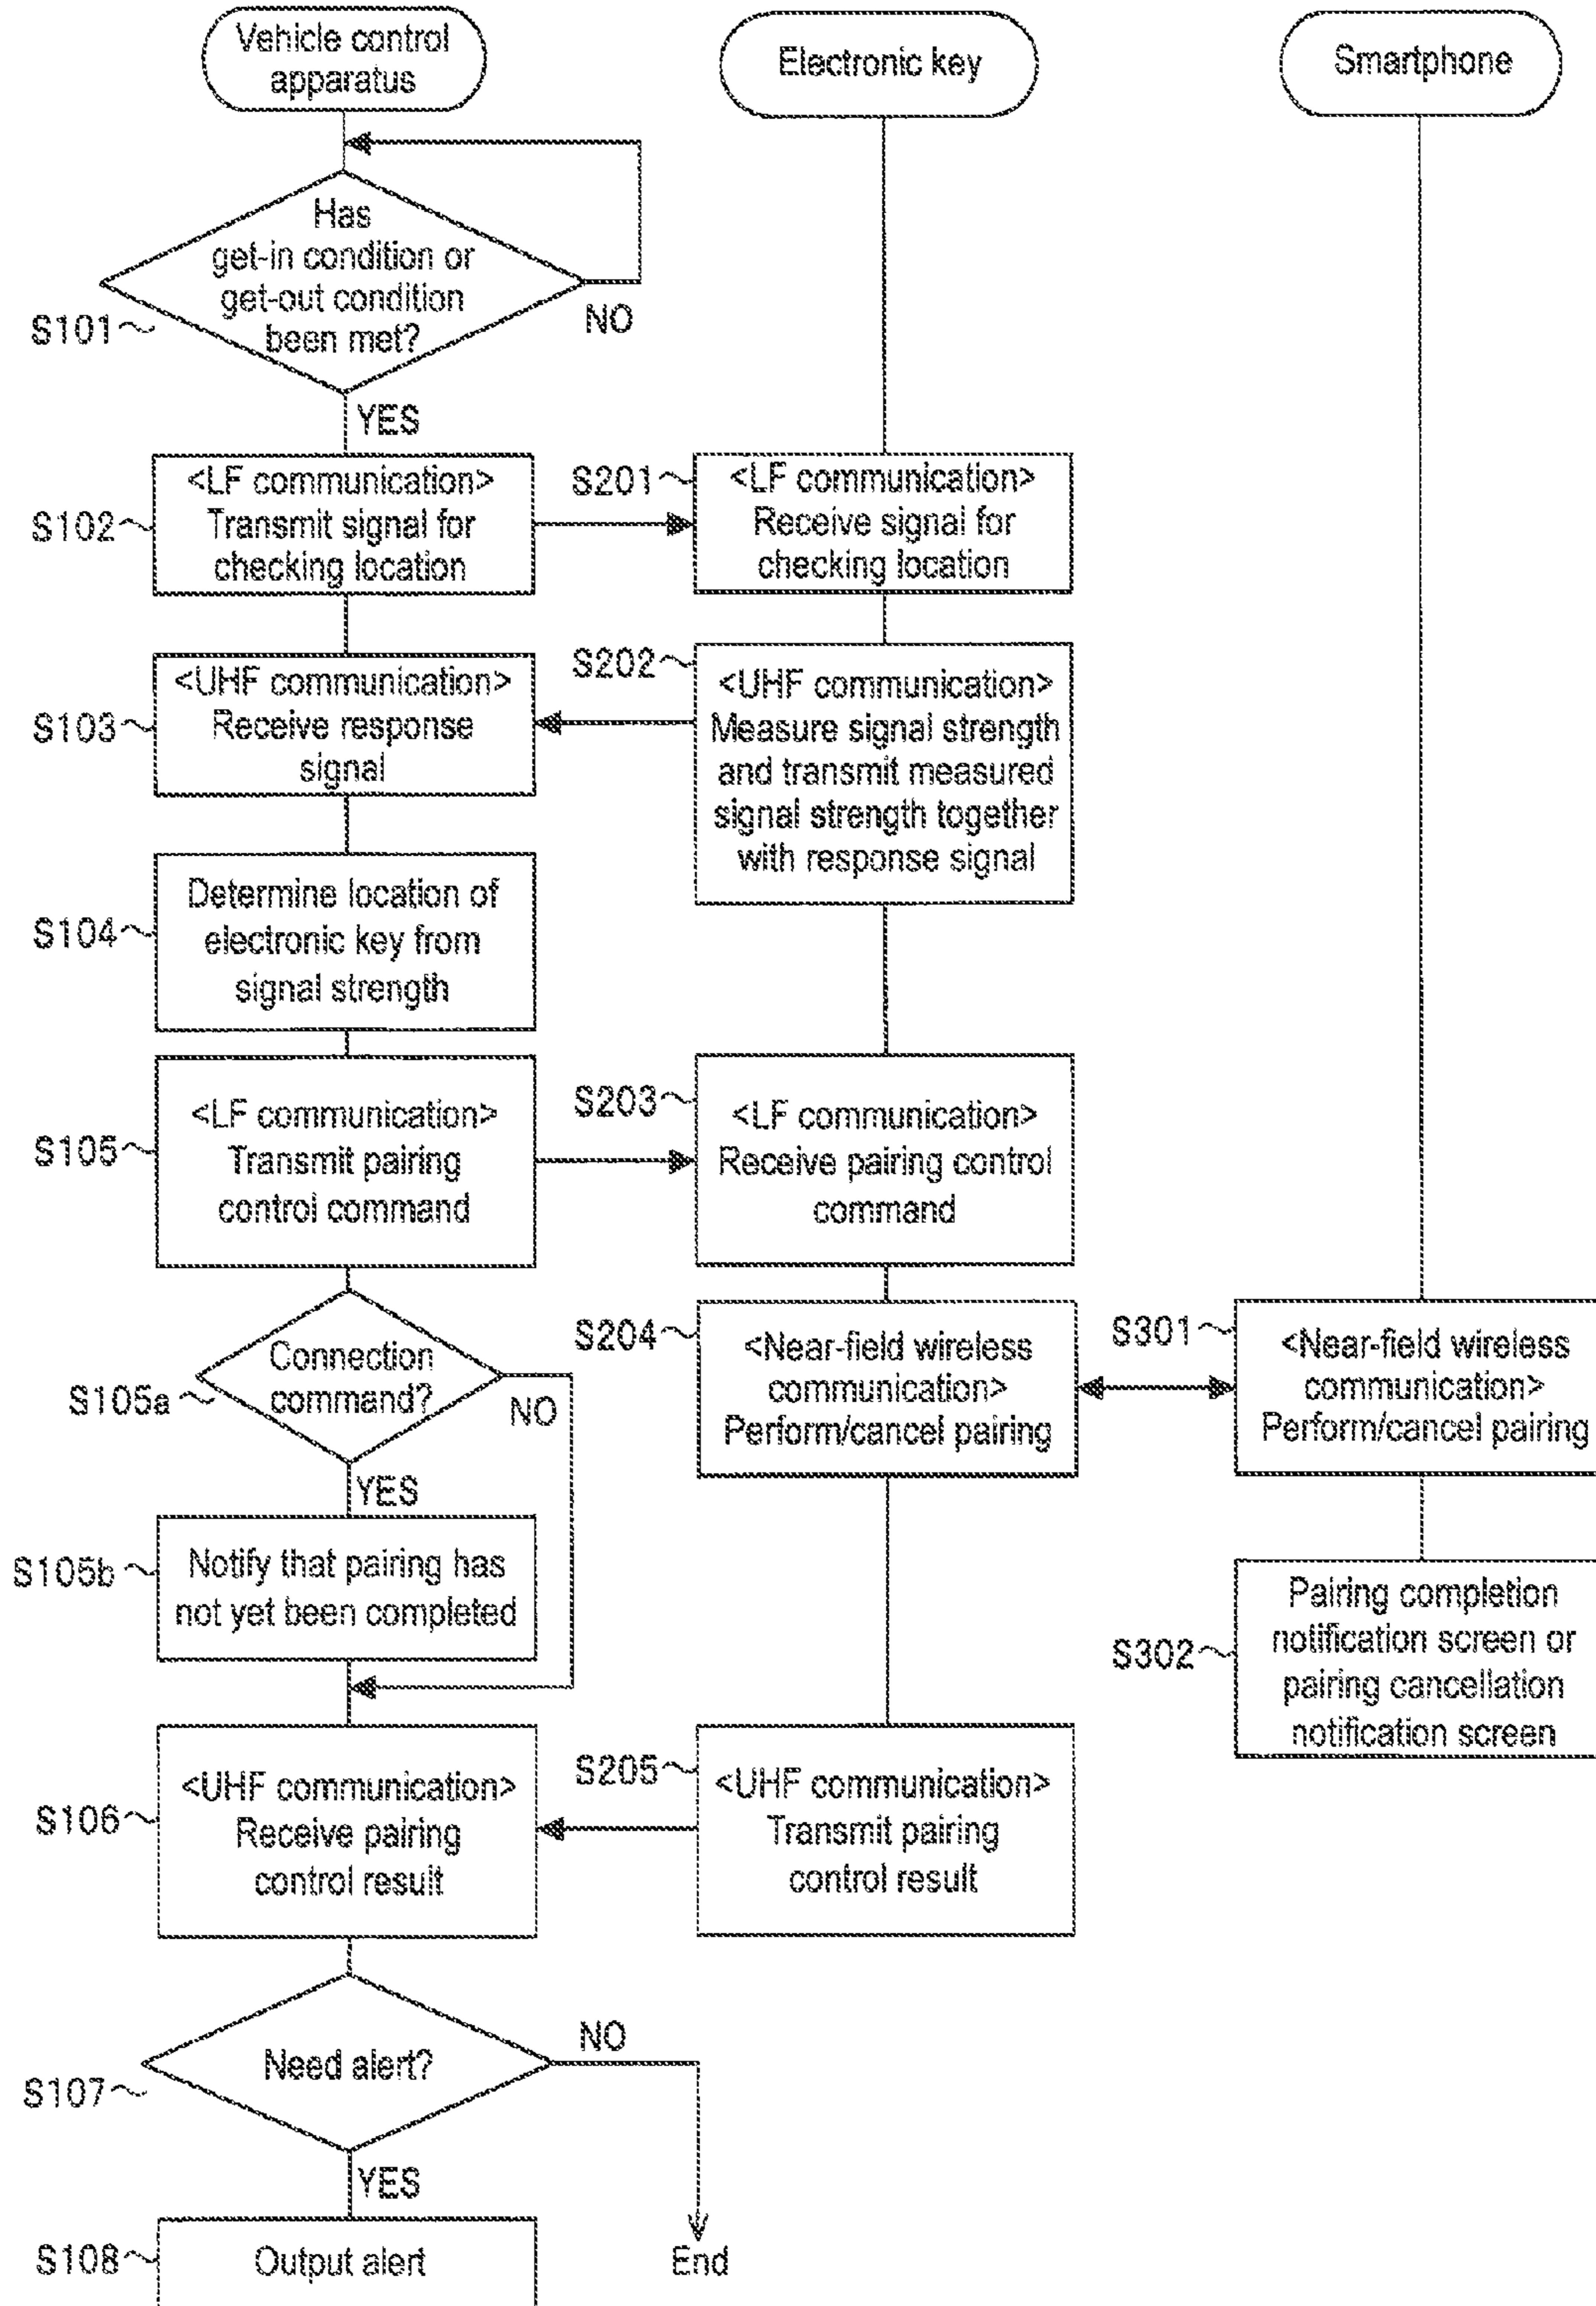 Vehicle control
apparatus
Electronic key
Smartphone
Has
get-in condition or
get-out condition
been met?
S101
NO
YES
<LF communication>
Transmit signal for
checking location
S102
S201
<LF communication>
Receive signal for
checking location
<UHF communication>
Receive response
signal
S103
S202
<UHF communication>
Measure signal strength
and transmit measured
signal strength together
with response signal
Determine location of
electronic key from
signal strength
S104
<LF communication>
Transmit pairing
control command
S105
S203
<LF communication>
Receive pairing control
command
Connection
command?
S105a
NO
YES
S204
<Near-field wireless
communication>
Perform/cancel pairing
S301
<Near-field wireless
communication>
Perform/cancel pairing
S105b
Notify that pairing has
not yet been completed
S302
Pairing completion
notification screen or
pairing cancellation
notification screen
<UHF communication>
Receive pairing
control result
S106
S205
<UHF communication>
Transmit pairing
control result
Need alert?
S107
NO
YES
S108
Output alert
End